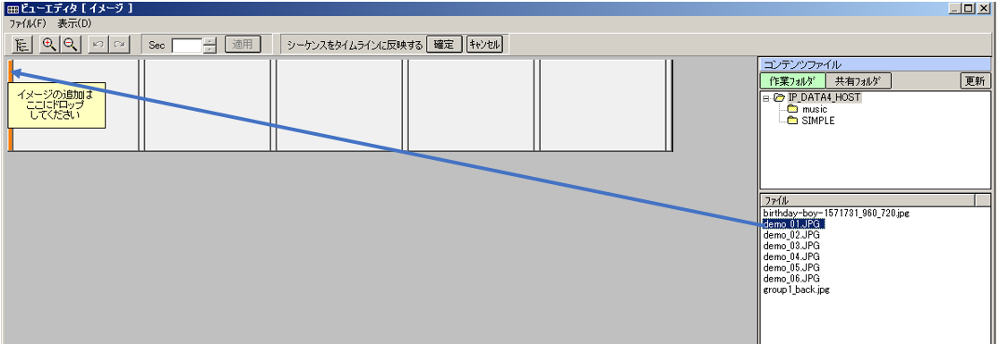 ビューエディタ [ イメージ ]
ファイル(F) 表示(D)
Sec 適用 シーケンスをタイムラインに反映する 確定 キャンセル
イメージの追加は
ここにドロップ
してください
コンテンツファイル
作業フォルダ 共有フォルダ 更新
IP_DATA4_HOST
music
SIMPLE
ファイル
birthday-boy-1571731_960_720.jpg
demo_01.JPG
demo_02.JPG
demo_03.JPG
demo_04.JPG
demo_05.JPG
demo_06.JPG
group1_back.jpg